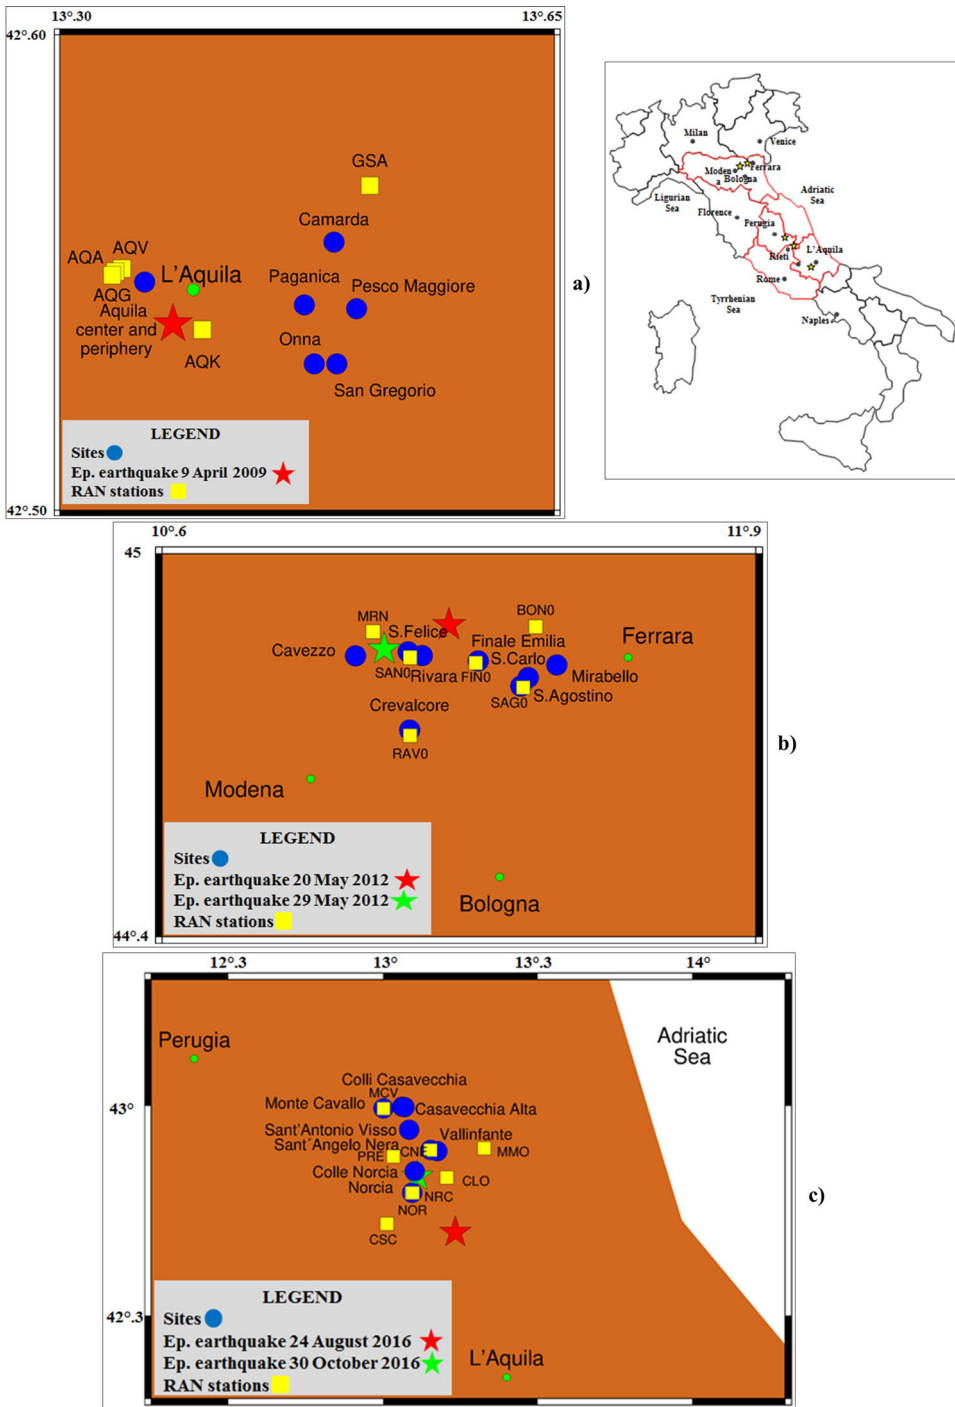 13°.30
13°.65
42°.60
GSA
Camarda
AQV
AQA
L'Aquila
Paganica
Pesco Maggiore
AQG
Aquila
center and
periphery
Onna
AQK
San Gregorio
LEGEND
Sites
Ep. earthquake 9 April 2009
RAN stations
42°.50
a)
Milan
Venice
Ferrara
Moden
a
Bologna
Adriatic
Sea
Ligurian
Sea
Florence
Perugia
L'Aquila
Rieti
Rome
Tyrrhenian
Sea
Naples
10°.6
11°.9
45
MRN
BON0
S.Felice
Finale Emilia
Ferrara
Cavezzo
S.Carlo
SAN0
Rivara
FIN0
Mirabello
SAG0
S.Agostino
Crevalcore
RAV0
b)
Modena
LEGEND
Sites
Ep. earthquake 20 May 2012
Ep. earthquake 29 May 2012
RAN stations
Bologna
44°.4
12°.3
13°
13°.3
14°
Perugia
Adriatic
Sea
Colli Casavecchia
MCV
43°
Monte Cavallo
Casavecchia Alta
Sant'Antonio Visso
Vallinfante
Sant'Angelo Nera
PRE
CNE
MMO
Colle Norcia
CLO
Norcia
NRC
NOR
CSC
c)
42°.3
LEGEND
Sites
Ep. earthquake 24 August 2016
Ep. earthquake 30 October 2016
RAN stations
L'Aquila